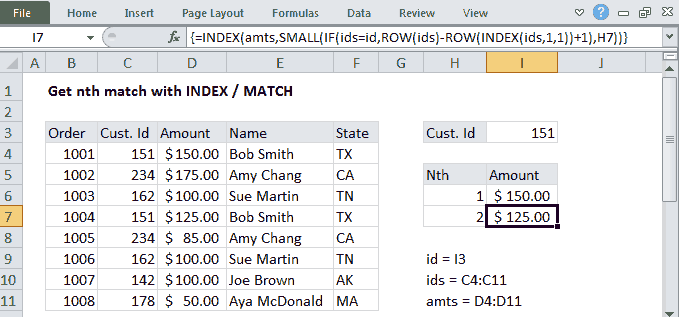 File Home Insert Page Layout Formulas Data Review View
I7 fx {=INDEX(amts,SMALL(IF(ids=id,ROW(ids)-ROW(INDEX(ids,1,1))+1),H7))}
A B C D E F G H I J
1 Get nth match with INDEX / MATCH
2
3 Order Cust. Id Amount Name State Cust. Id 151
4 1001 151 $150.00 Bob Smith TX
5 1002 234 $175.00 Amy Chang CA Nth Amount
6 1003 162 $100.00 Sue Martin TN 1 $ 150.00
7 1004 151 $125.00 Bob Smith TX 2 $ 125.00
8 1005 234 $ 85.00 Amy Chang CA
9 1006 162 $100.00 Sue Martin TN id = I3
10 1007 142 $100.00 Joe Brown AK ids = C4:C11
11 1008 178 $ 50.00 Aya McDonald MA amts = D4:D11